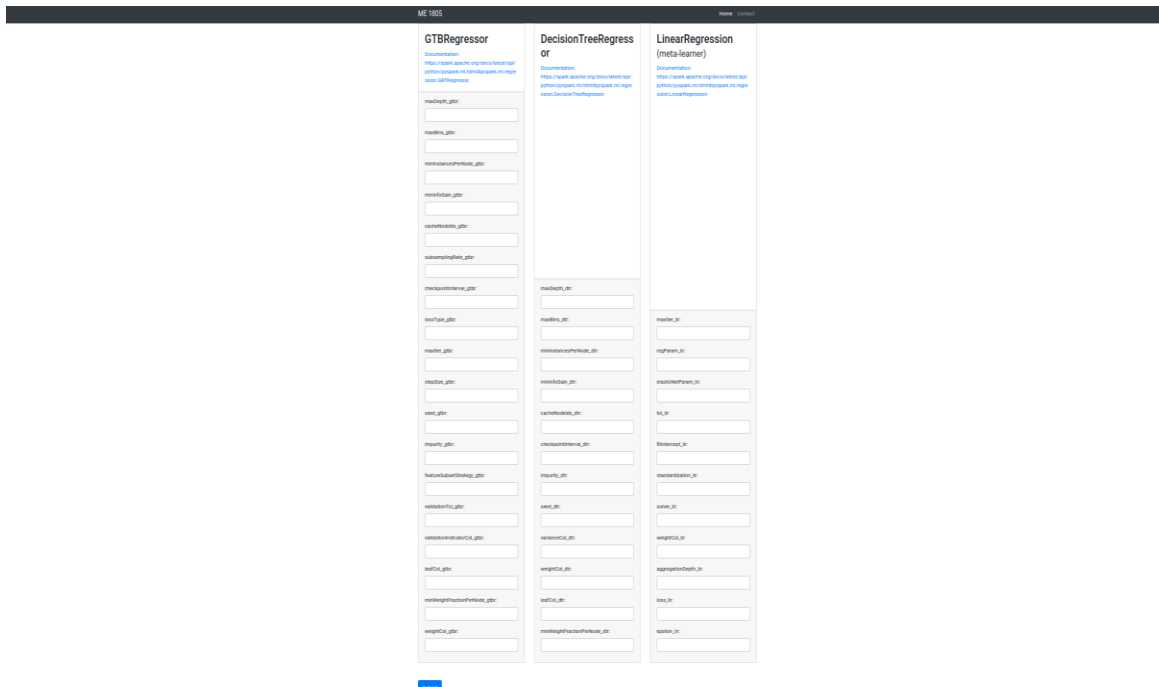 ME 1805
Home Contact
GTBRegressor
Documentation:
https://spark.apache.org/docs/latest/api/
python/pyspark.ml.html#pyspark.ml.regre
ssion.GBTRegressor
maxDepth_gtbr:
maxBins_gtbr:
minInstancesPerNode_gtbr:
minInfoGain_gtbr:
cacheNodeIds_gtbr:
subsamplingRate_gtbr:
checkpointInterval_gtbr:
lossType_gtbr:
maxIter_gtbr:
stepSize_gtbr:
seed_gtbr:
impurity_gtbr:
featureSubsetStrategy_gtbr:
validationTol_gtbr:
validationIndicatorCol_gtbr:
leafCol_gtbr:
minWeightFractionPerNode_gtbr:
weightCol_gtbr:
DecisionTreeRegress
or
Documentation:
https://spark.apache.org/docs/latest/api/
python/pyspark.ml.html#pyspark.ml.regre
ssion.DecisionTreeRegressor
maxDepth_dtr:
maxBins_dtr:
minInstancesPerNode_dtr:
minInfoGain_dtr:
cacheNodeIds_dtr:
checkpointInterval_dtr:
impurity_dtr:
seed_dtr:
varianceCol_dtr:
weightCol_dtr:
leafCol_dtr:
minWeightFractionPerNode_dtr:
LinearRegression
(meta-learner)
Documentation:
https://spark.apache.org/docs/latest/api/
python/pyspark.ml.html#pyspark.ml.regre
ssion.LinearRegression
maxIter_lr:
regParam_lr:
elasticNetParam_lr:
tol_lr:
fitIntercept_lr:
standardization_lr:
solver_lr:
weightCol_lr:
aggregationDepth_lr:
loss_lr:
epsilon_lr: